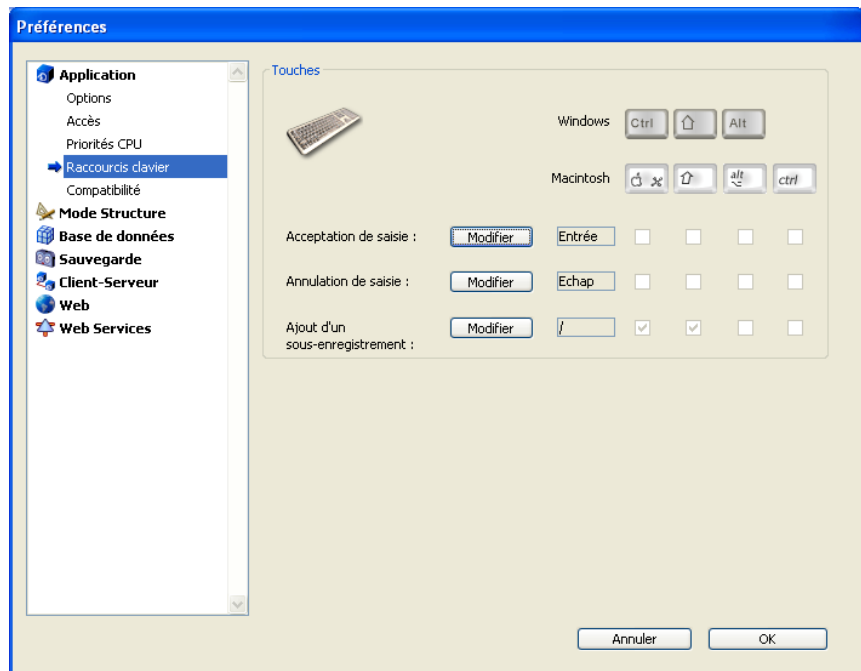 Préférences
Application
Options
Accès
Priorités CPU
Raccourcis clavier
Compatibilité
Mode Structure
Base de données
Sauvegarde
Client-Serveur
Web
Web Services
Touches
Windows Ctrl Alt
Macintosh alt ctrl
Acceptation de saisie : Modifier Entrée
Annulation de saisie : Modifier Echap
Ajout d'un
sous-enregistrement : Modifier /
Annuler OK